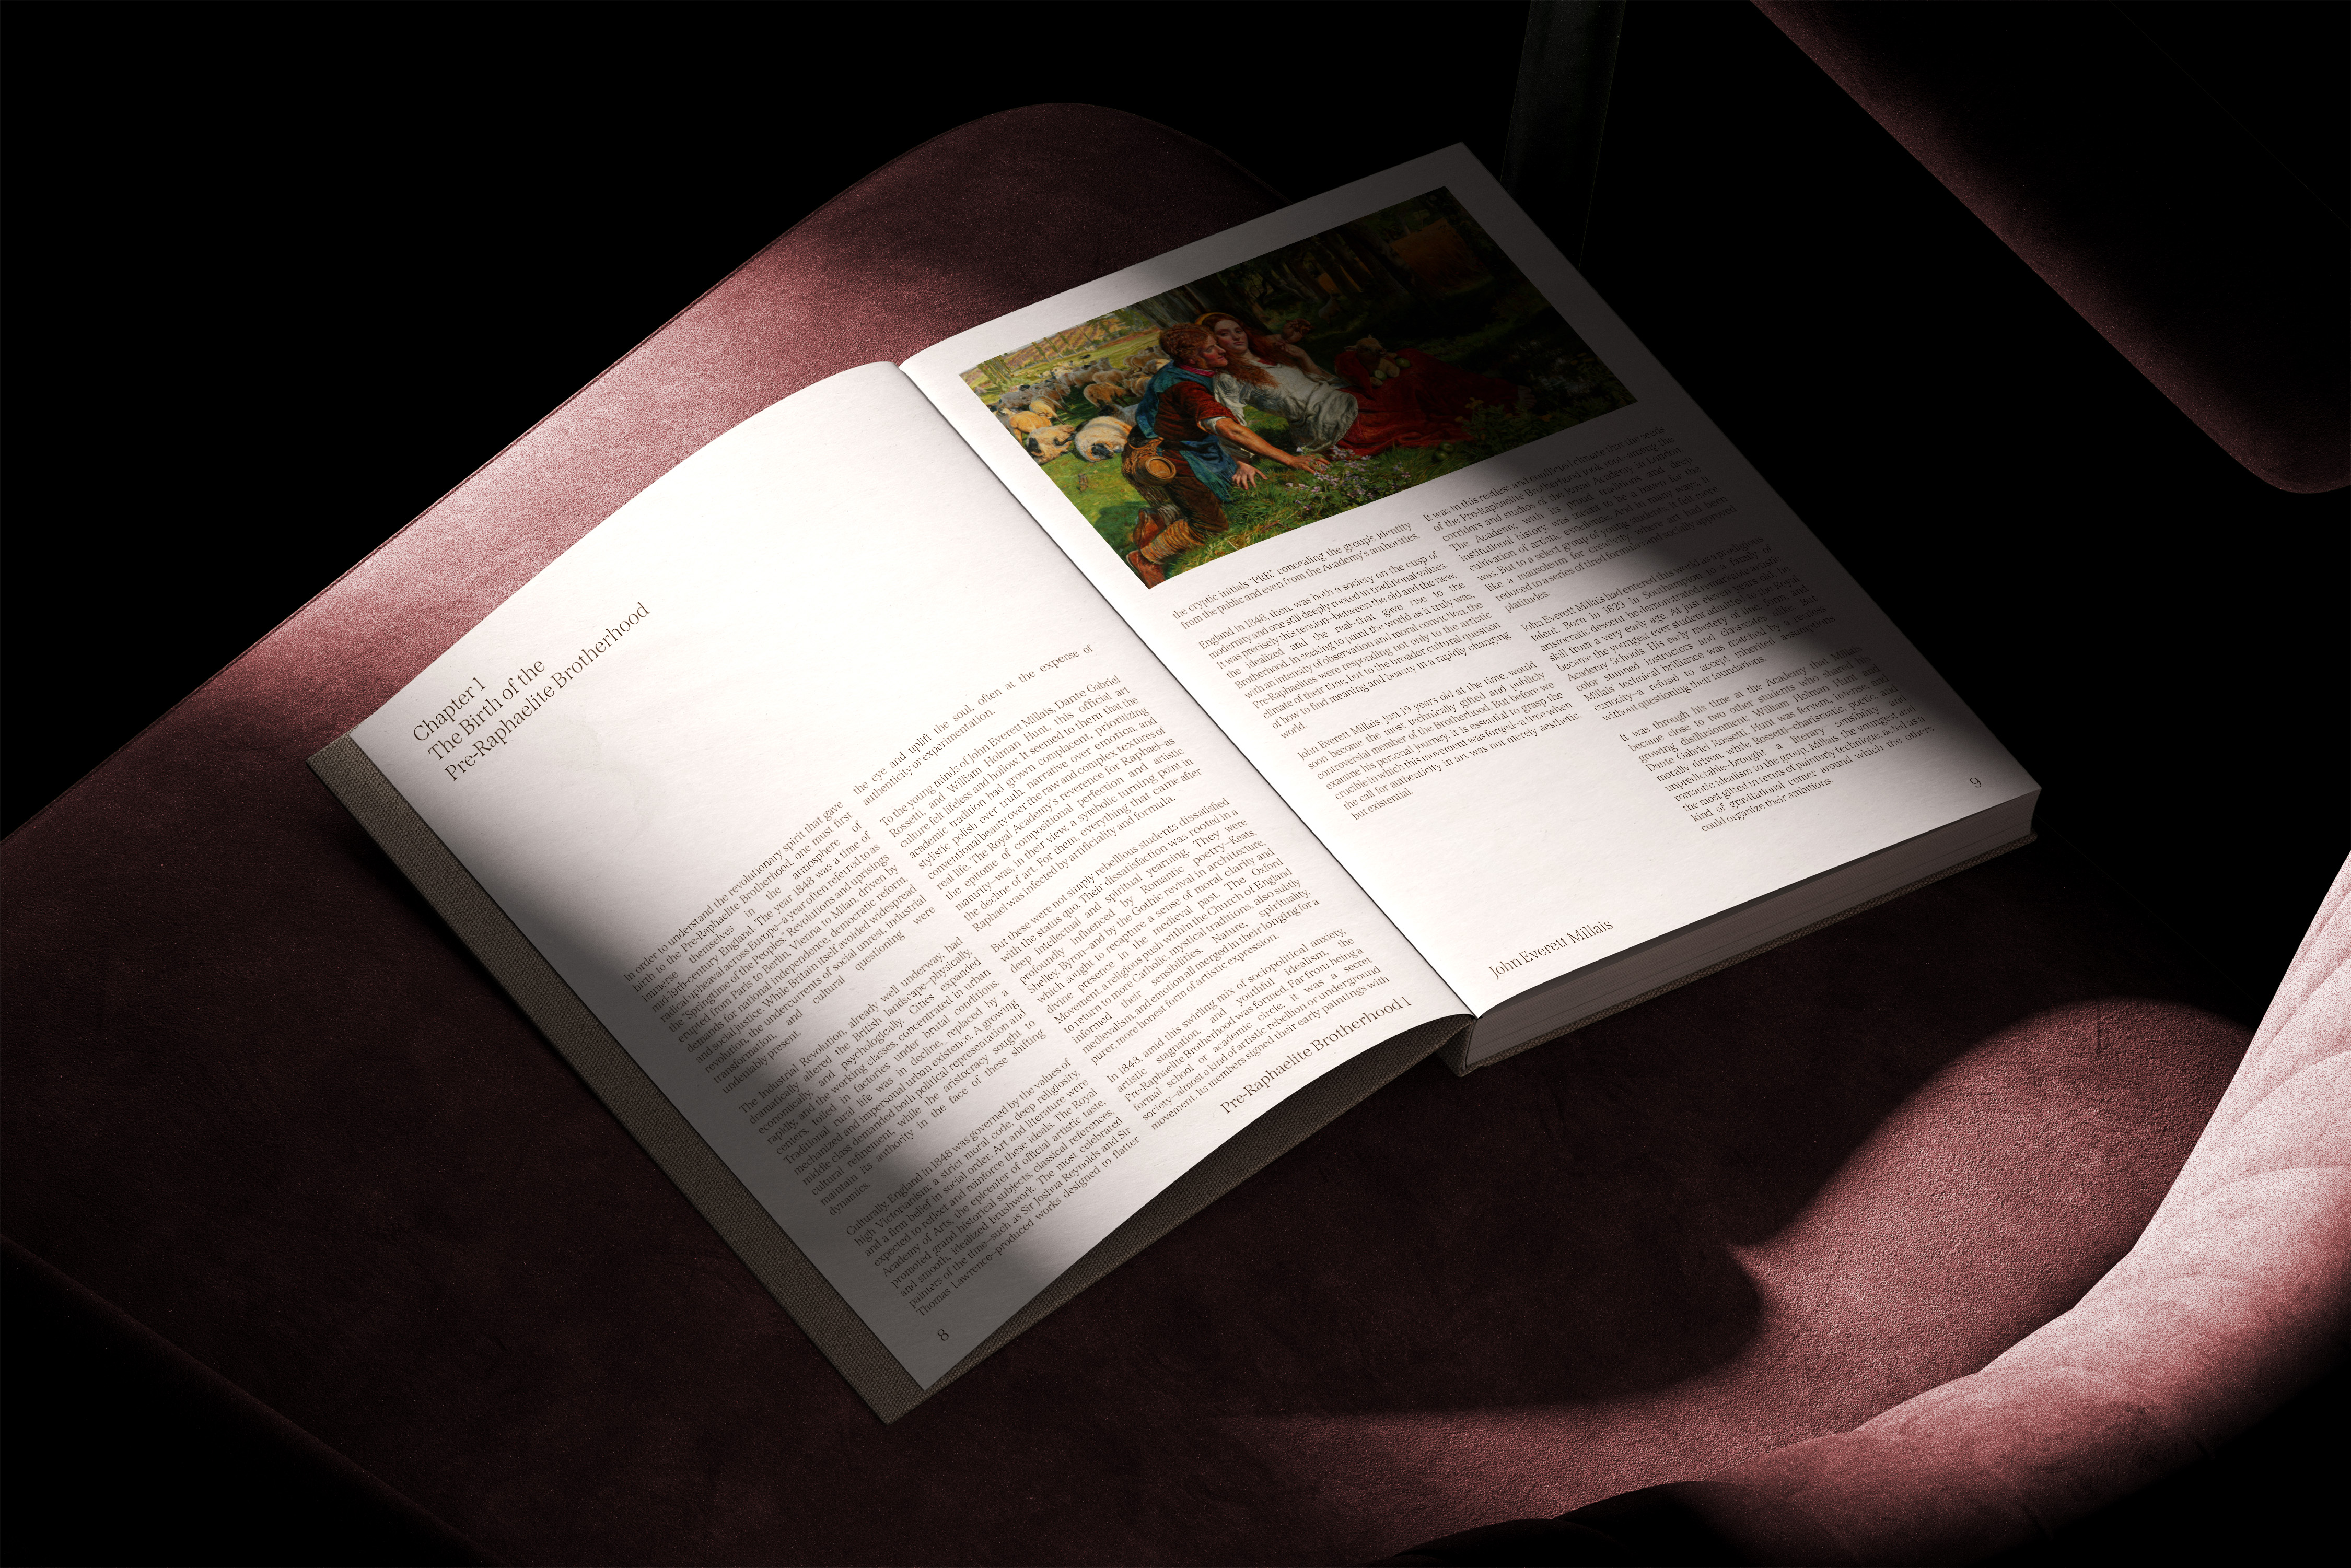 Chapter 1
The Birth of the
Pre-Raphaelite Brotherhood
In order to understand the revolutionary spirit that gave
birth to the Pre-Raphaelite Brotherhood, one must first
immerse themselves in the atmosphere of
mid-19th-century England. The year 1848 was a time of
radical upheaval across Europe–a year often referred to as
the "Springtime of the Peoples." Revolutions and uprisings
erupted from Paris to Berlin, Vienna to Milan, driven by
demands for national independence, democratic reform,
and social justice. While Britain itself avoided widespread
revolution, the undercurrents of social unrest, industrial
transformation, and cultural questioning were
undeniably present.
The Industrial Revolution, already well underway, had
dramatically altered the British landscape–physically,
economically, and psychologically. Cities expanded
rapidly, and the working classes, concentrated in urban
centers, toiled in factories under brutal conditions.
Traditional rural life was in decline, replaced by a
mechanized and impersonal urban existence. A growing
middle class demanded both political representation and
cultural refinement, while the aristocracy sought to
maintain its authority in the face of these shifting
dynamics.
Culturally, England in 1848 was governed by the values of
high Victorianism: a strict moral code, deep religiosity,
and a firm belief in social order. Art and literature were
expected to reflect and reinforce these ideals. The Royal
Academy of Arts, the epicenter of official artistic taste,
promoted grand historical subjects, classical references,
and smooth, idealized brushwork. The most celebrated
painters of the time–such as Sir Joshua Reynolds and Sir
Thomas Lawrence–produced works designed to flatter
the eye and uplift the soul, often at the expense of
authenticity or experimentation.
To the young minds of John Everett Millais, Dante Gabriel
Rossetti, and William Holman Hunt, this official art
culture felt lifeless and hollow. It seemed to them that the
academic tradition had grown complacent, prioritizing
stylistic polish over truth, narrative over emotion, and
conventional beauty over the raw and complex textures of
real life. The Royal Academy's reverence for Raphael–as
the epitome of compositional perfection and artistic
maturity–was, in their view, a symbolic turning point in
the decline of art. For them, everything that came after
Raphael was infected by artificiality and formula.
But these were not simply rebellious students dissatisfied
with the status quo. Their dissatisfaction was rooted in a
deep intellectual and spiritual yearning. They were
profoundly influenced by Romantic poetry–Keats,
Shelley, Byron–and by the Gothic revival in architecture,
which sought to recapture a sense of moral clarity and
divine presence in the medieval past. The Oxford
Movement, a religious push within the Church of England
to return to more Catholic, mystical traditions, also subtly
informed their sensibilities. Nature, spirituality,
medievalism, and emotion all merged in their longing for a
purer, more honest form of artistic expression.
In 1848, amid this swirling mix of sociopolitical anxiety,
artistic stagnation, and youthful idealism, the
Pre-Raphaelite Brotherhood was formed. Far from being a
formal school or academic circle, it was a secret
society–almost a kind of artistic rebellion or underground
movement. Its members signed their early paintings with
8
Pre-Raphaelite Brotherhood 1
the cryptic initials "PRB," concealing the group's identity
from the public and even from the Academy's authorities.
England in 1848, then, was both a society on the cusp of
modernity and one still deeply rooted in traditional values.
It was precisely this tension–between the old and the new,
the idealized and the real–that gave rise to the
Brotherhood. In seeking to paint the world as it truly was,
with an intensity of observation and moral conviction, the
Pre-Raphaelites were responding not only to the artistic
climate of their time, but to the broader cultural question
of how to find meaning and beauty in a rapidly changing
world.
John Everett Millais, just 19 years old at the time, would
soon become the most technically gifted and publicly
controversial member of the Brotherhood. But before we
examine his personal journey, it is essential to grasp the
crucible in which this movement was forged–a time when
the call for authenticity in art was not merely aesthetic,
but existential.
It was in this restless and conflicted climate that the seeds
of the Pre-Raphaelite Brotherhood took root–among the
corridors and studios of the Royal Academy in London.
The Academy, with its proud traditions and deep
institutional history, was meant to be a haven for the
cultivation of artistic excellence. And in many ways, it
was. But to a select group of young students, it felt more
like a mausoleum for creativity, where art had been
reduced to a series of tired formulas and socially approved
platitudes.
John Everett Millais had entered this world as a prodigious
talent. Born in 1829 in Southampton to a family of
aristocratic descent, he demonstrated remarkable artistic
skill from a very early age. At just eleven years old, he
became the youngest ever student admitted to the Royal
Academy Schools. His early mastery of line, form, and
color stunned instructors and classmates alike. But
Millais' technical brilliance was matched by a restless
curiosity–a refusal to accept inherited assumptions
without questioning their foundations.
It was through his time at the Academy that Millais
became close to two other students who shared his
growing disillusionment: William Holman Hunt and
Dante Gabriel Rossetti. Hunt was fervent, intense, and
morally driven, while Rossetti–charismatic, poetic, and
unpredictable–brought a literary sensibility and
romantic idealism to the group. Millais, the youngest and
the most gifted in terms of painterly technique, acted as a
kind of gravitational center around which the others
could organize their ambitions.
John Everett Millais
9